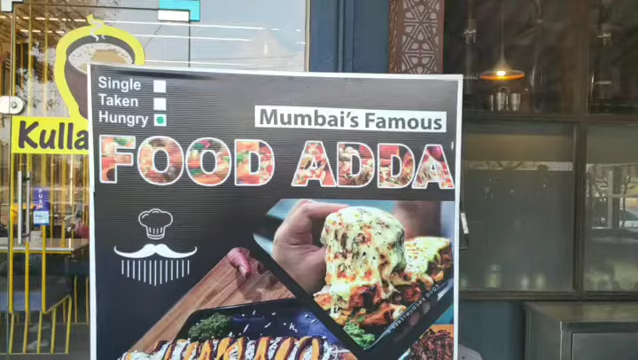 Single
Taken
Hungry
Mumbai's Famous
FOOD ADDA
Kulla